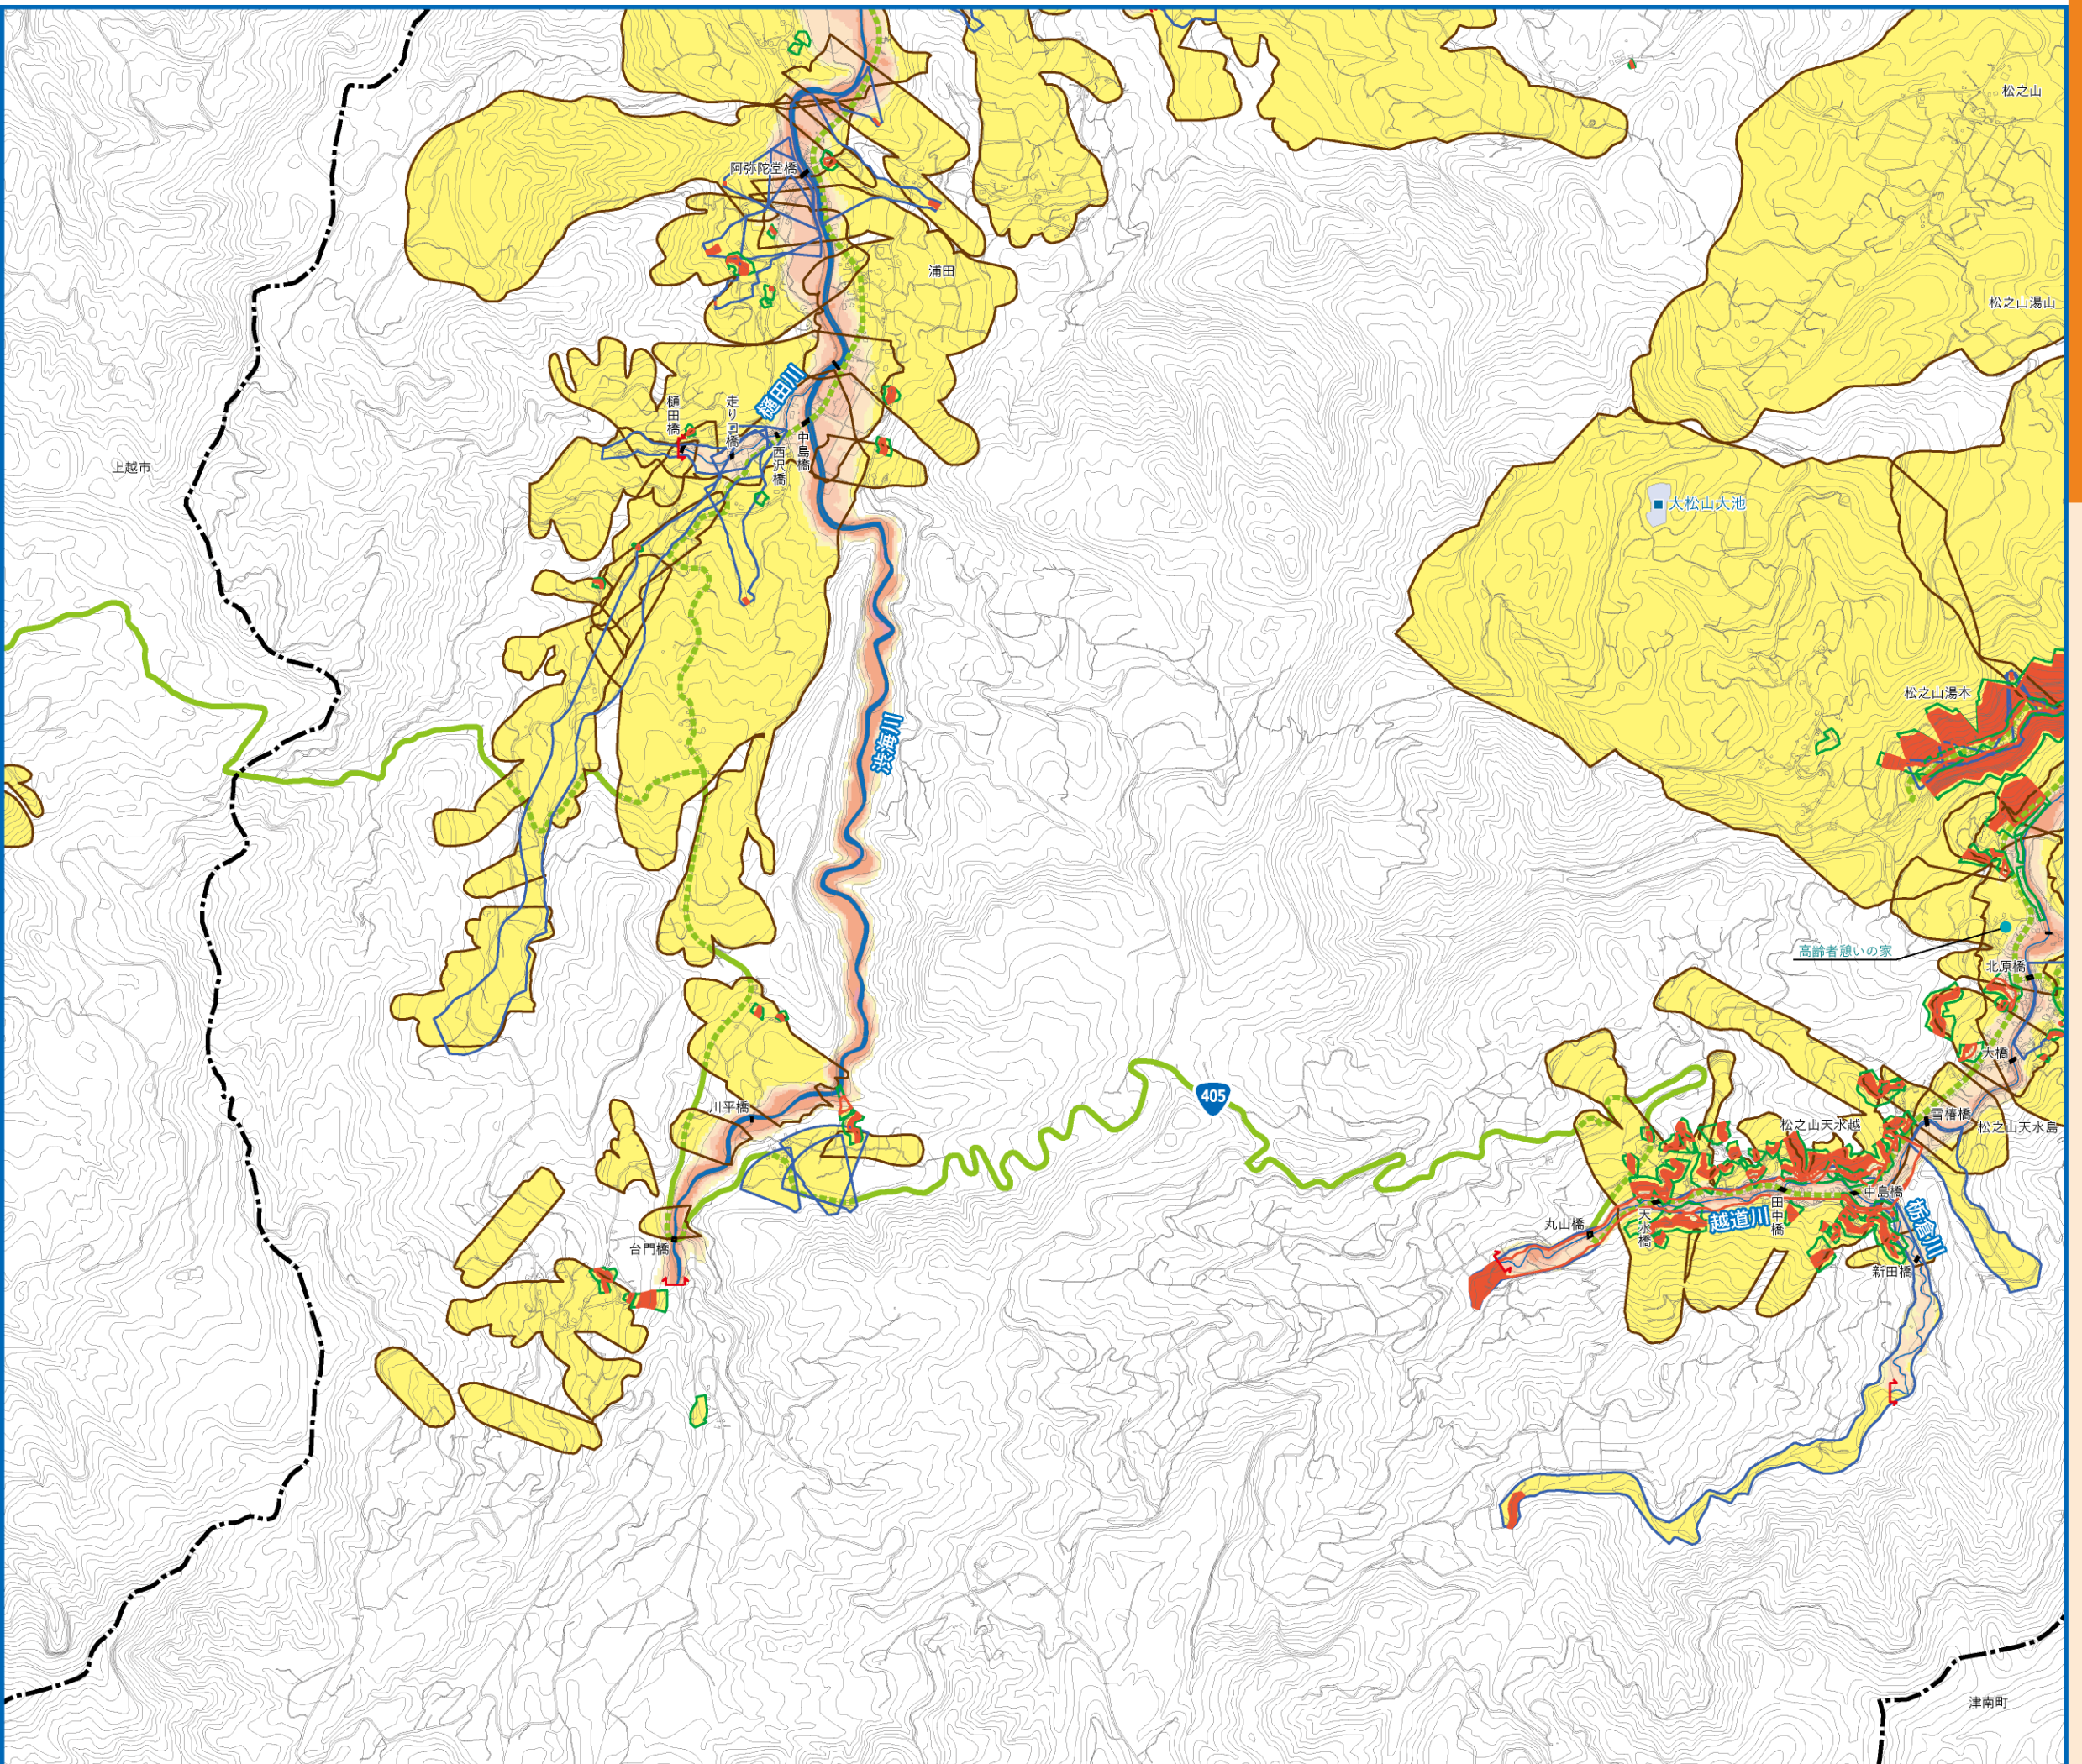 松之山
阿弥陀堂橋
浦田
松之山湯山
樋田川
樋田橋
走り口橋
西沢橋
中島橋
上越市
大松山大池
松之山湯本
渋海川
高齢者憩いの家
北原橋
大橋
405
川平橋
雪椿橋
松之山天水越
松之山天水島
中島橋
田中橋
天水橋
越道川
丸山橋
赤倉川
台門橋
新田橋
津南町